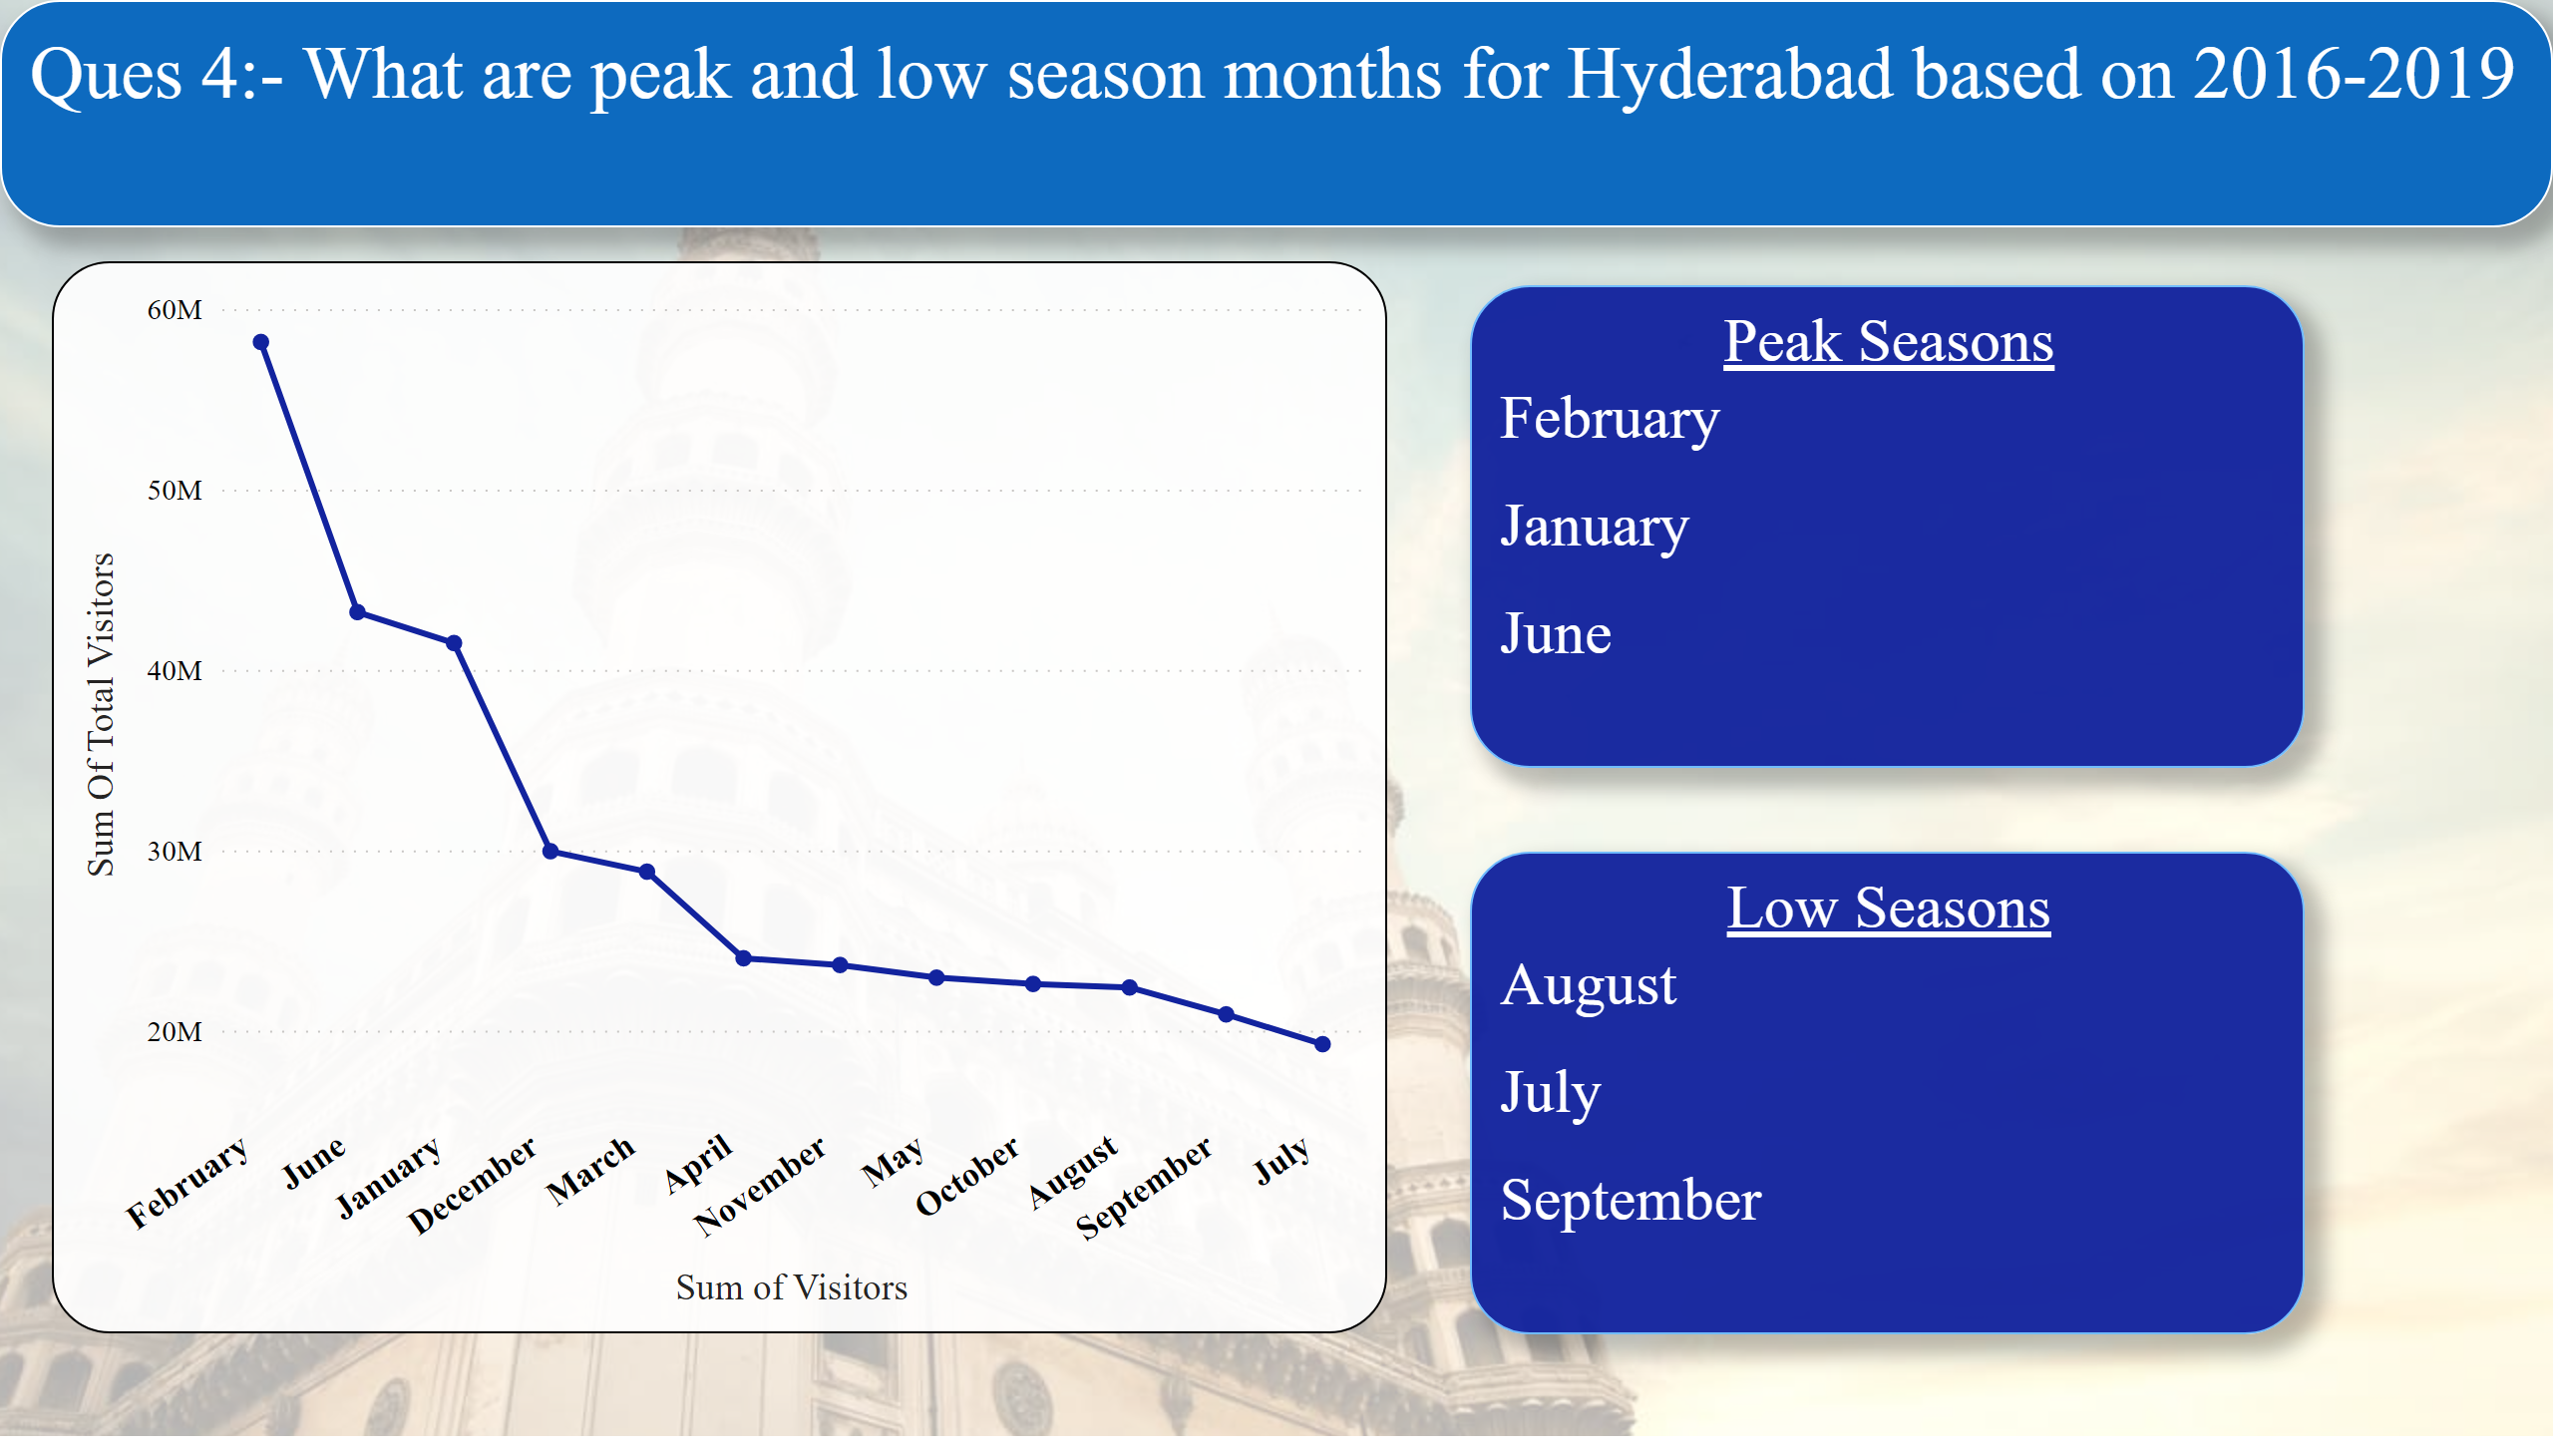 Ques 4:- What are peak and low season months for Hyderabad based on 2016-2019
60M
50M
40M
30M
20M
Sum Of Total Visitors
February
June
January
December
March
April
November
May
October
August
September
July
Sum of Visitors
Peak Seasons
February
January
June
Low Seasons
August
July
September